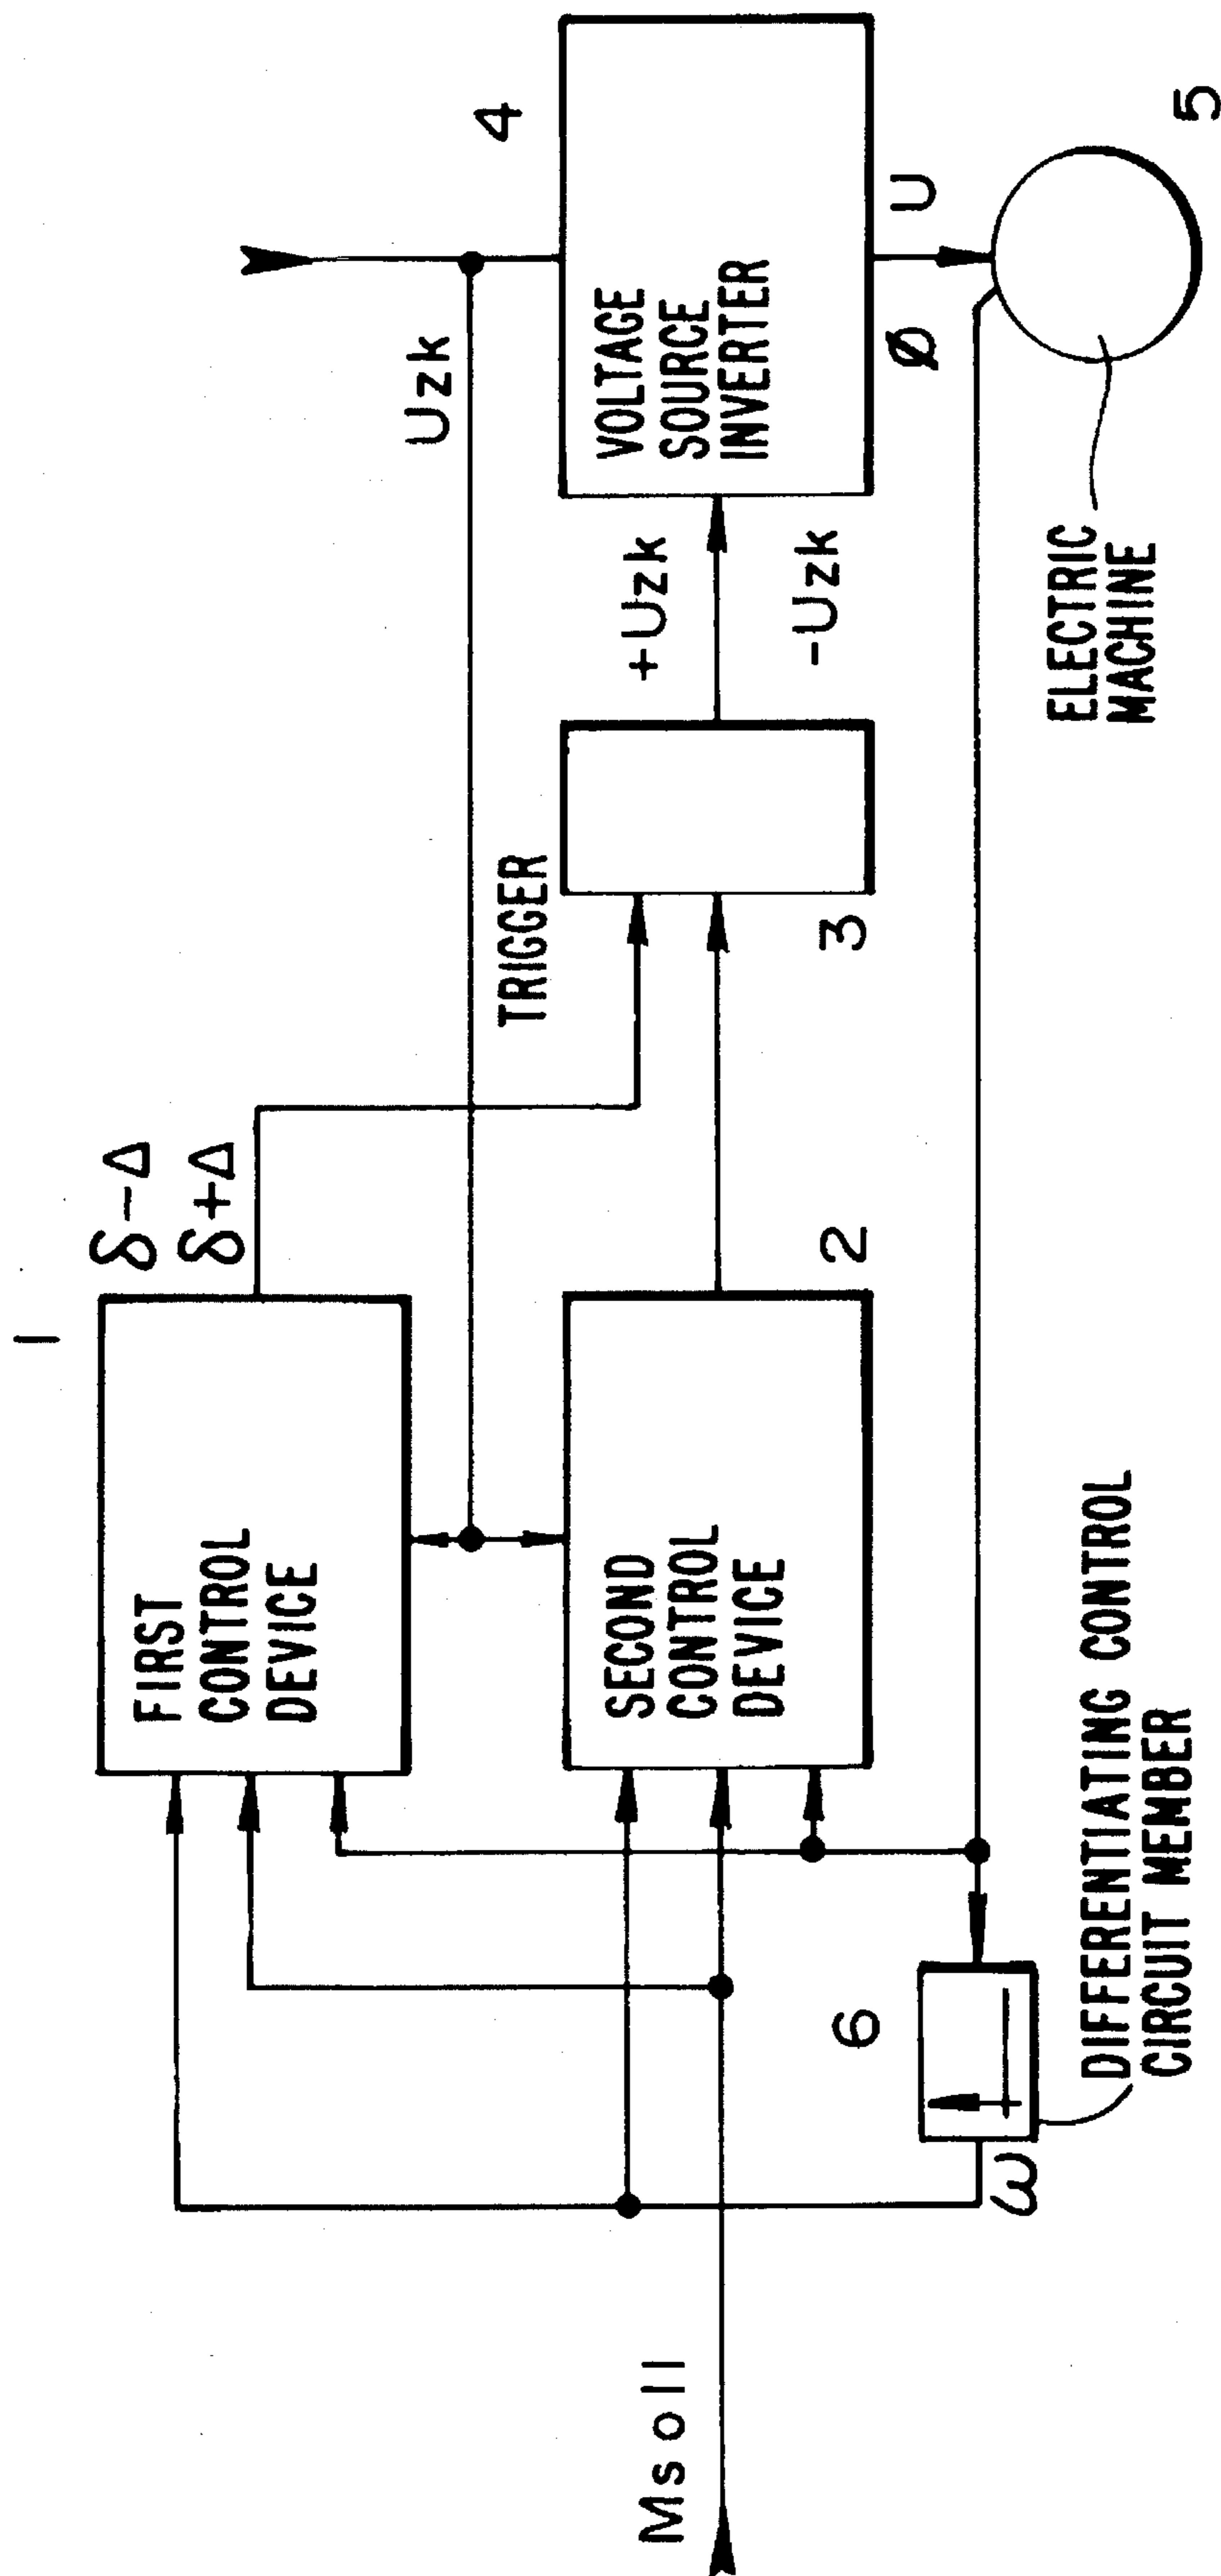 1
δ-Δ
δ+Δ
FIRST
CONTROL
DEVICE
Uzk
4
TRIGGER
VOLTAGE
SOURCE
INVERTER
SECOND
CONTROL
DEVICE
+Uzk
-Uzk
Msoll
2
3
6
Ø
U
ω
ELECTRIC
MACHINE
5
DIFFERENTIATING CONTROL
CIRCUIT MEMBER